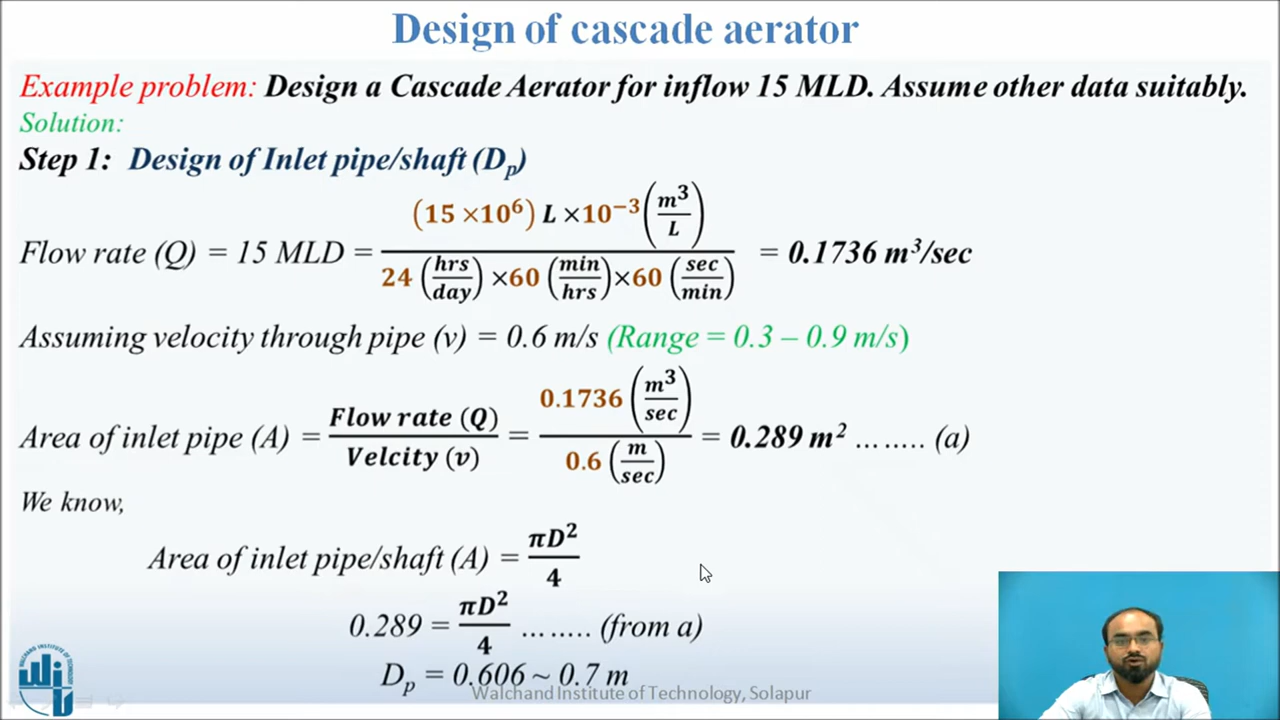 Design of cascade aerator
Example problem: Design a Cascade Aerator for inflow 15 MLD. Assume other data suitably.
Solution:
Step 1: Design of Inlet pipe/shaft (Dₚ)
Flow rate (Q) = 15 MLD = (15 ×10⁶) L ×10⁻³ (m³/L) / 24 (hrs/day) ×60 (min/hrs) ×60 (sec/min) = 0.1736 m³/sec
Assuming velocity through pipe (v) = 0.6 m/s (Range = 0.3 – 0.9 m/s)
Area of inlet pipe (A) = Flow rate (Q) / Velcity (v) = 0.1736 (m³/sec) / 0.6 (m/sec) = 0.289 m² ... ..... (a)
We know,
Area of inlet pipe/shaft (A) = πD²/4
0.289 = πD²/4 ... ..... (from a)
Dₚ = 0.606 ~ 0.7 m
Walchand Institute of Technology, Solapur